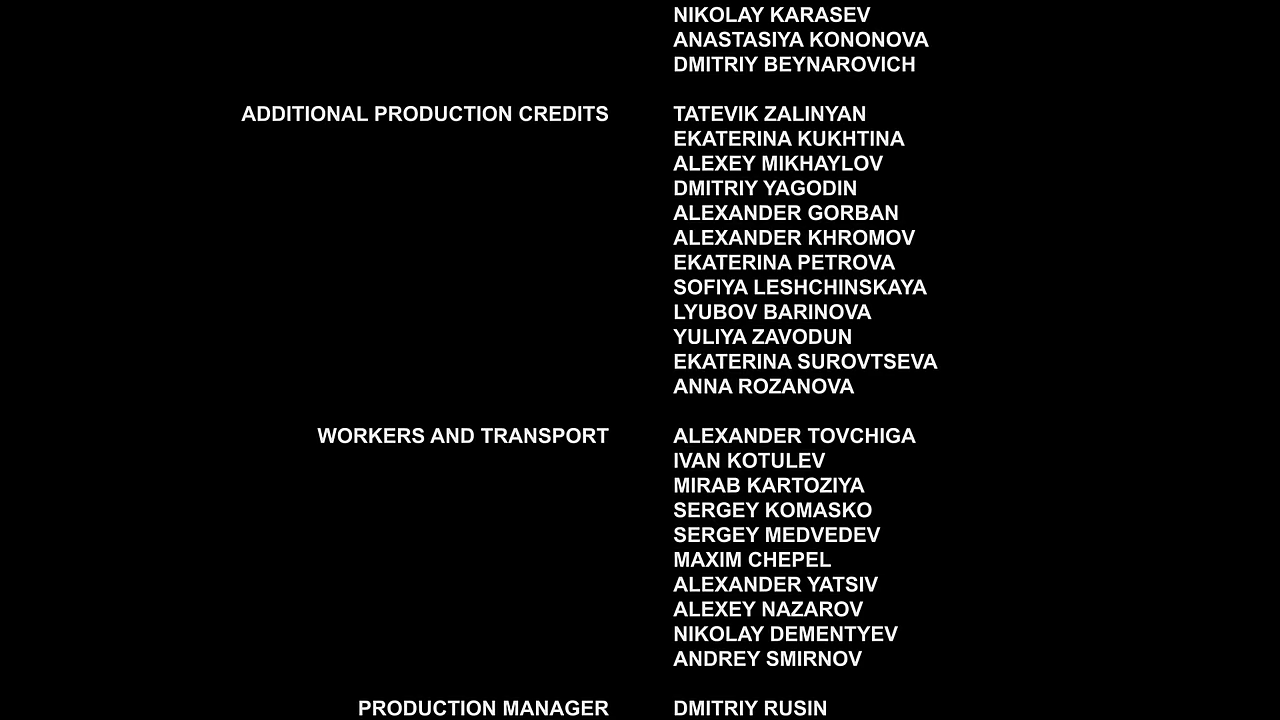 NIKOLAY KARASEV
ANASTASIYA KONONOVA
DMITRIY BEYNAROVICH
ADDITIONAL PRODUCTION CREDITS TATEVIK ZALINYAN
EKATERINA KUKHTINA
ALEXEY MIKHAYLOV
DMITRIY YAGODIN
ALEXANDER GORBAN
ALEXANDER KHROMOV
EKATERINA PETROVA
SOFIYA LESHCHINSKAYA
LYUBOV BARINOVA
YULIYA ZAVODUN
EKATERINA SUROVTSEVA
ANNA ROZANOVA
WORKERS AND TRANSPORT ALEXANDER TOVCHIGA
IVAN KOTULEV
MIRAB KARTOZIYA
SERGEY KOMASKO
SERGEY MEDVEDEV
MAXIM CHEPEL
ALEXANDER YATSIV
ALEXEY NAZAROV
NIKOLAY DEMENTYEV
ANDREY SMIRNOV
PRODUCTION MANAGER DMITRIY RUSIN